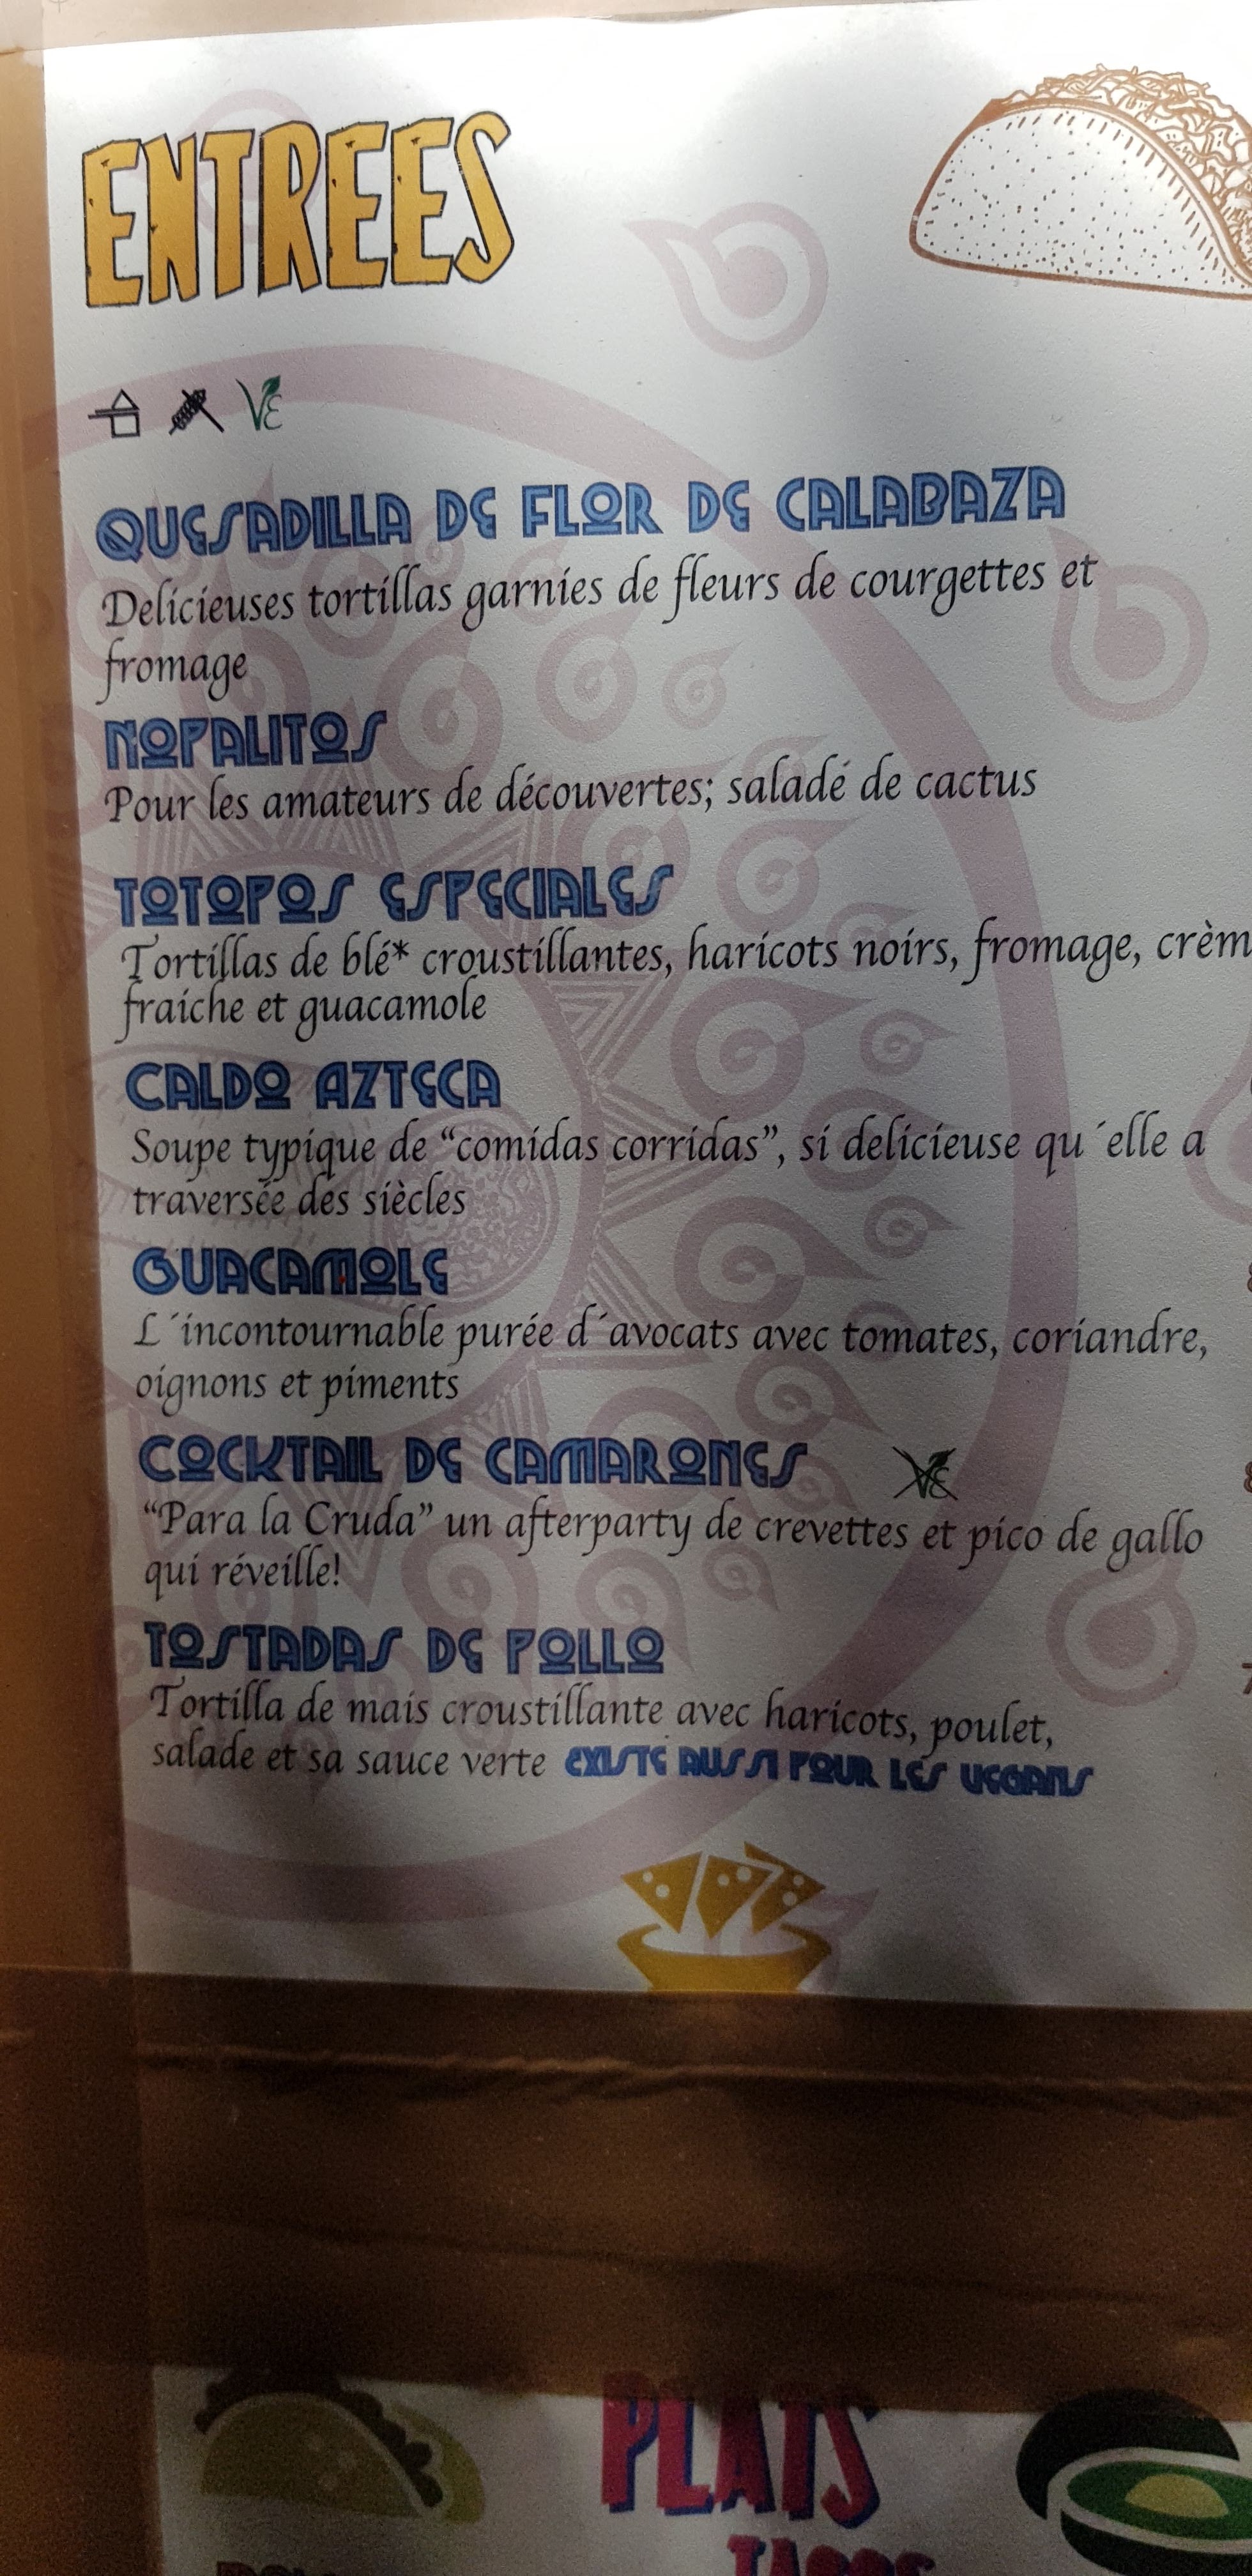 ENTREES
VE
QUESADILLA DE FLOR DE CALABAZA
Delicieuses tortillas garnies de fleurs de courgettes et
fromage
NOPALITOS
Pour les amateurs de découvertes; saladé de cactus
TOTOPOS ESPECIALES
Tortillas de blé* croustillantes, haricots noirs, fromage, crèm
fraiche et guacamole
CALDO AZTECA
Soupe typique de “comidas corridas”, si delicieuse qu´elle a
traversée des siècles
GUACAMOLE
L´incontournable purée d´avocats avec tomates, coriandre,
oignons et piments
COCKTAIL DE CAMARONES VE
“Para la Cruda” un afterparty de crevettes et pico de gallo
qui réveille!
TOSTADAS DE POLLO
Tortilla de mais croustillante avec haricots, poulet,
salade et sa sauce verte EXISTE AUSSI POUR LES VEGANS
PLATS
TACOS